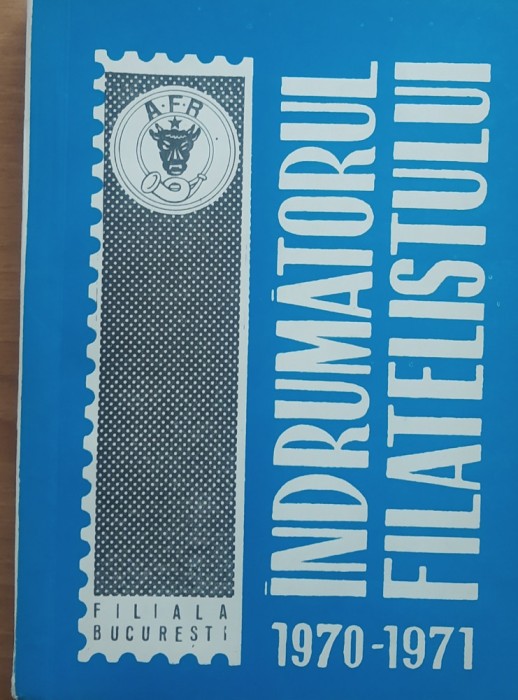 A·F·R
FILIALA
BUCUREȘTI
ÎNDRUMĂTORUL
FILATELISTULUI
1970-1971